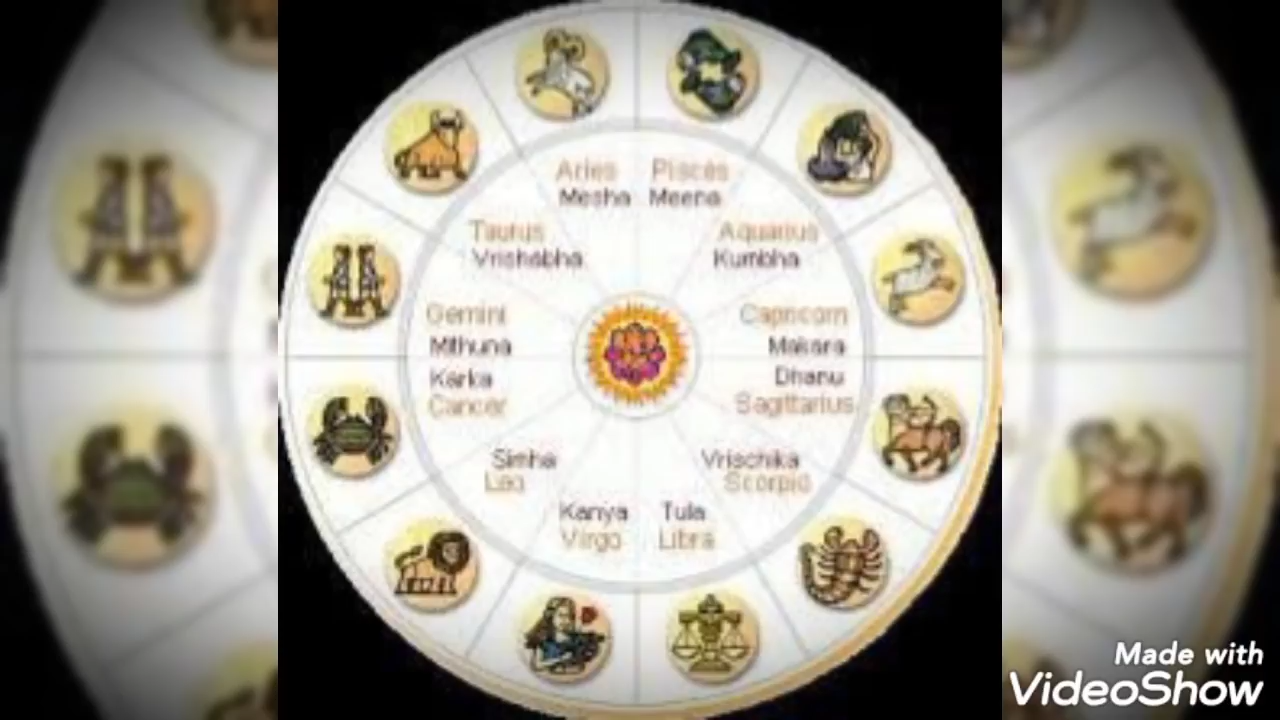 Aries Pisces
Mesha Meena
Taurus Aquarius
Vrishabha Kumbha
Gemini Capricorn
Mithuna Makara
Karka Dhanu
Cancer Sagittarius
Simha Vrischika
Leo Scorpio
Kanya Tula
Virgo Libra
Made with
VideoShow